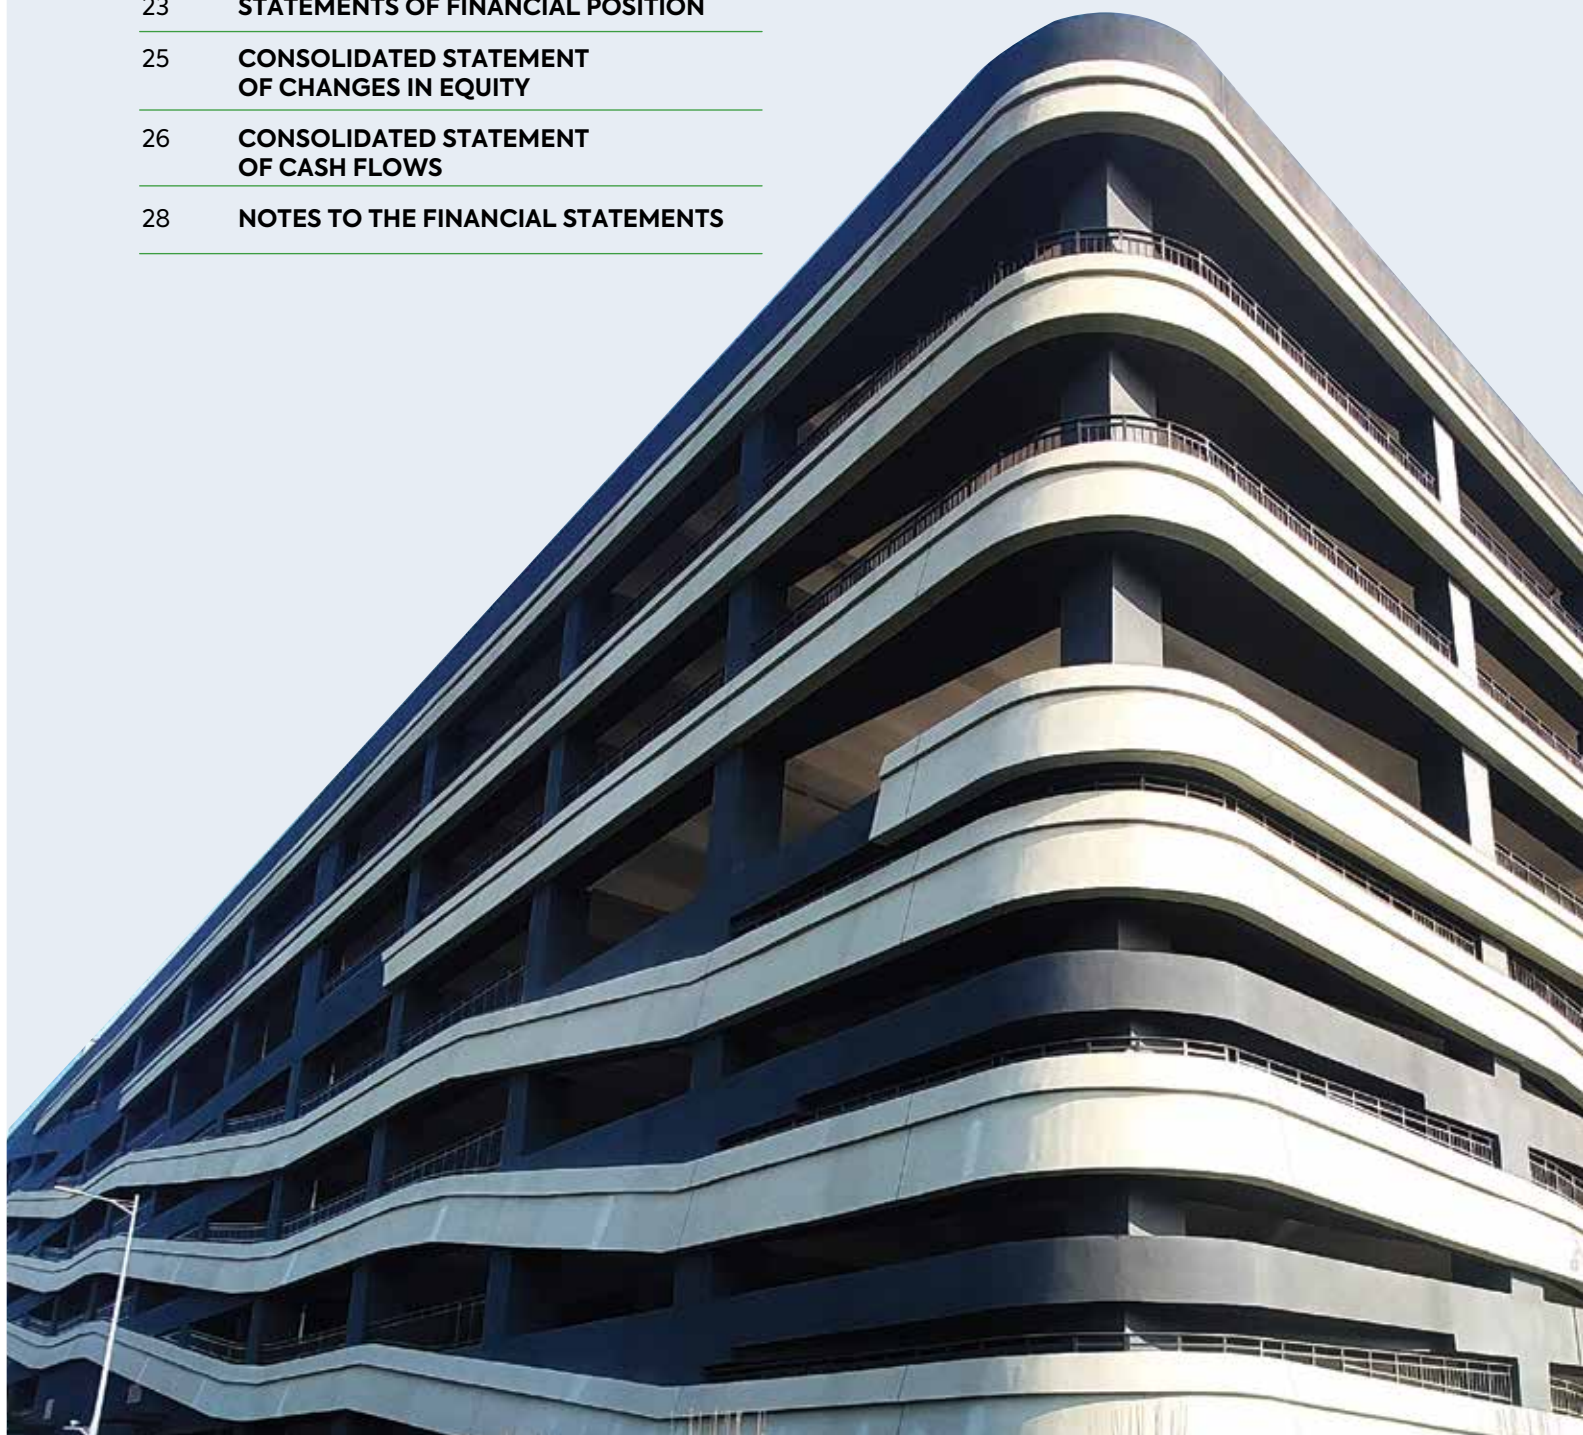 23 STATEMENTS OF FINANCIAL POSITION
25 CONSOLIDATED STATEMENT
OF CHANGES IN EQUITY
26 CONSOLIDATED STATEMENT
OF CASH FLOWS
28 NOTES TO THE FINANCIAL STATEMENTS